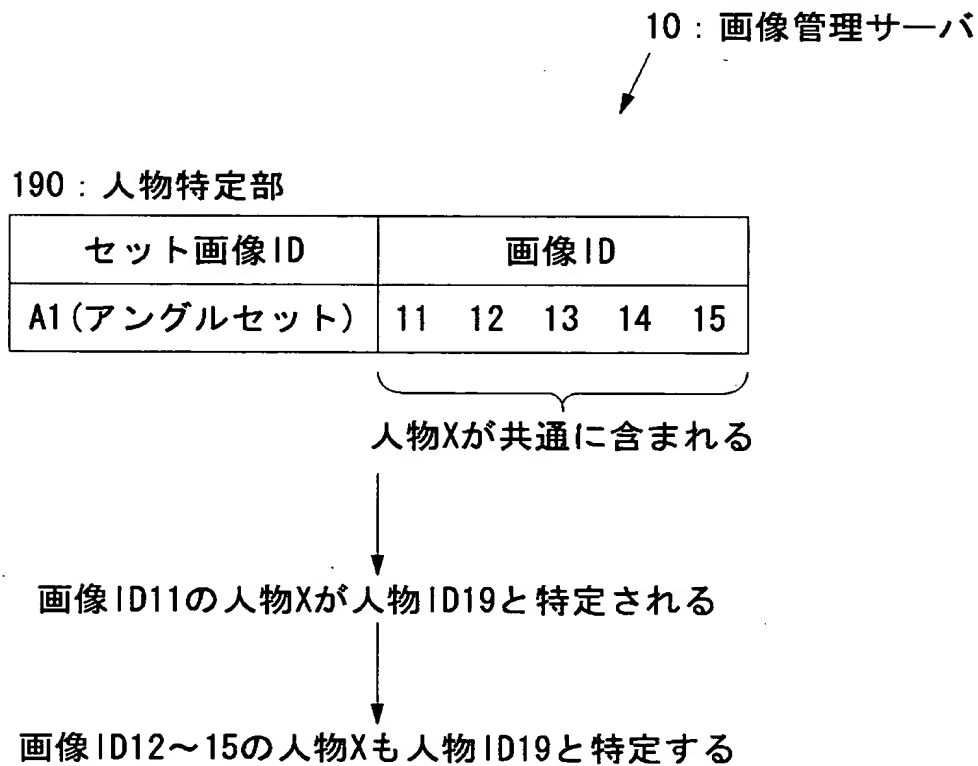 10：画像管理サーバ
190：人物特定部
セット画像ID 画像ID
A1(アングルセット) 11 12 13 14 15
人物Xが共通に含まれる
画像ID11の人物Xが人物ID19と特定される
画像ID12～15の人物Xも人物ID19と特定する